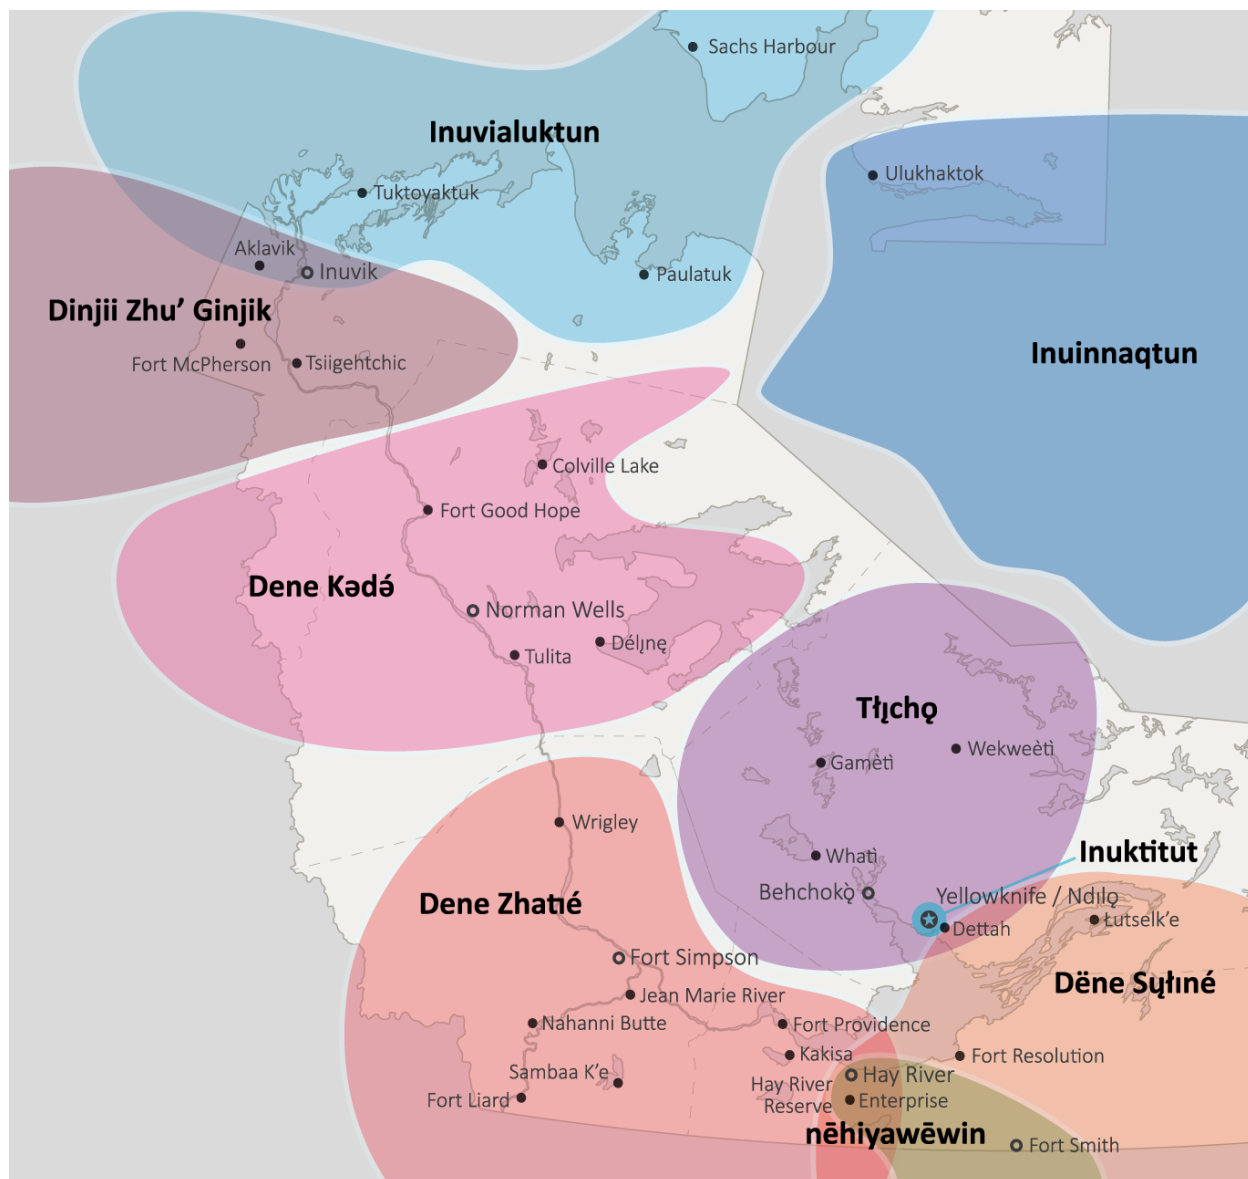 Sachs Harbour
Inuvialuktun
Ulukhaktok
Tuktoyaktuk
Aklavik
Inuvik
Paulatuk
Dinjii Zhu’ Ginjik
Inuinnaqtun
Fort McPherson
Tsiigehtchic
Colville Lake
Fort Good Hope
Dene Kǝdǝ́
Norman Wells
Délı̨nę
Tulita
Tłı̨chǫ
Wekweètì
Gamètì
Wrigley
Inuktitut
Whatì
Behchokǫ̀
Yellowknife / Ndılǫ
Dene Zhatıé
Dettah
Łutselk’e
Fort Simpson
Dëne Sųłıné
Jean Marie River
Nahanni Butte
Fort Providence
Kakisa
Fort Resolution
Sambaa K’e
Hay River
Hay River
Reserve
Fort Liard
Enterprise
nēhiyawēwin
Fort Smith